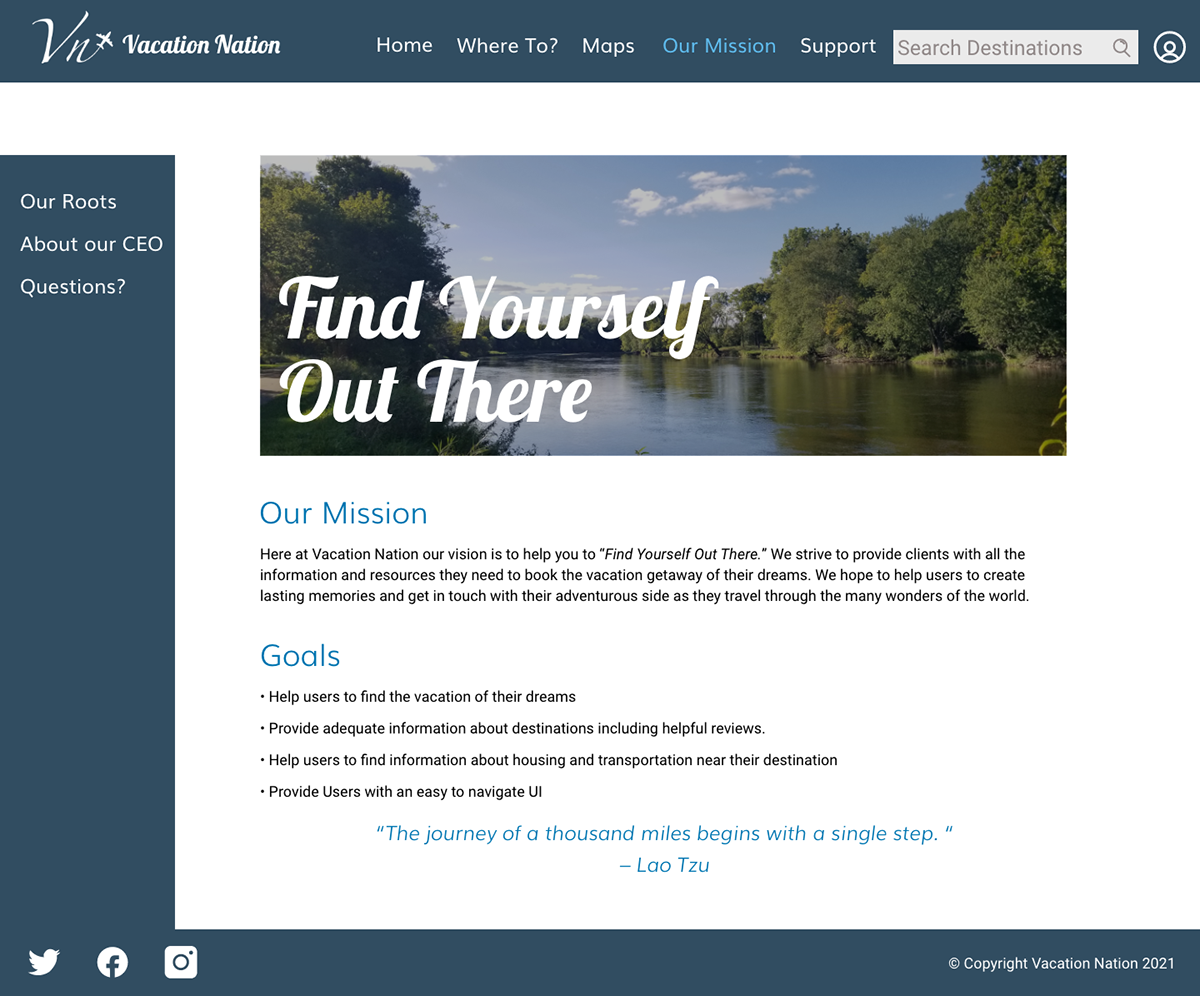 Vn Vacation Nation
Home Where To? Maps Our Mission Support Search Destinations
Our Roots
About our CEO
Questions?
Find Yourself
Out There
Our Mission
Here at Vacation Nation our vision is to help you to “Find Yourself Out There.” We strive to provide clients with all the
information and resources they need to book the vacation getaway of their dreams. We hope to help users to create
lasting memories and get in touch with their adventurous side as they travel through the many wonders of the world.
Goals
• Help users to find the vacation of their dreams
• Provide adequate information about destinations including helpful reviews.
• Help users to find information about housing and transportation near their destination
• Provide Users with an easy to navigate UI
“The journey of a thousand miles begins with a single step. “
– Lao Tzu
© Copyright Vacation Nation 2021